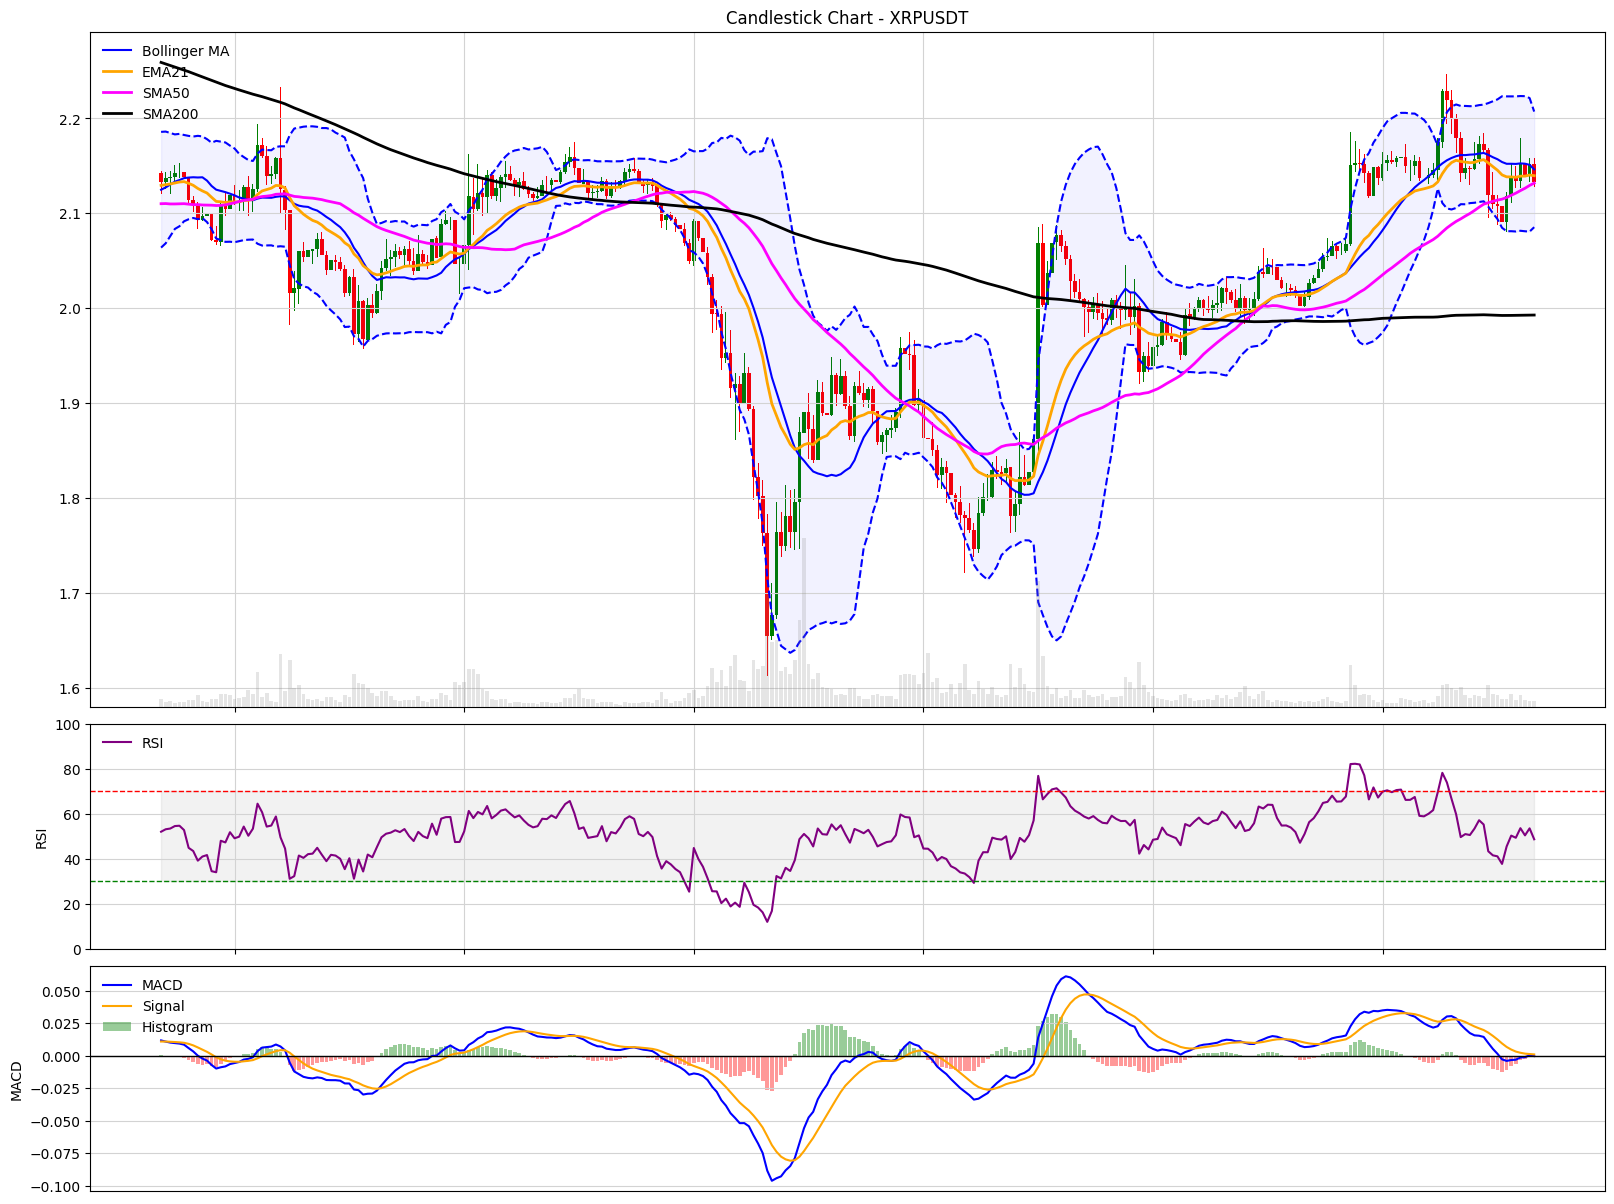 Candlestick Chart - XRPUSDT
Bollinger MA
EMA21
SMA50
SMA200
2.2
2.1
2.0
1.9
1.8
1.7
1.6
RSI
100
80
60
40
20
0
RSI
MACD
Signal
Histogram
0.050
0.025
0.000
−0.025
−0.050
−0.075
−0.100
MACD